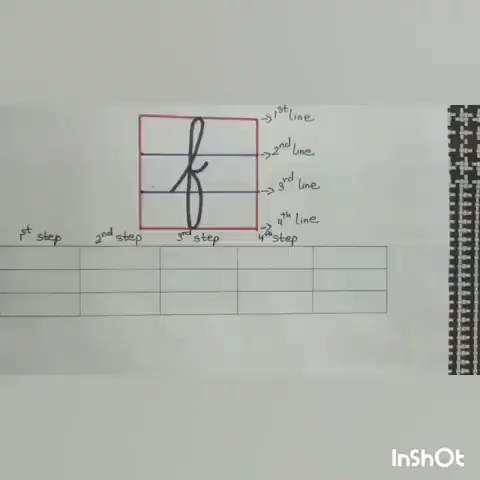 →1st line
f
→2nd line
→3rd line
→4th line
1st step 2nd step 3rd step 4th step
InShOt